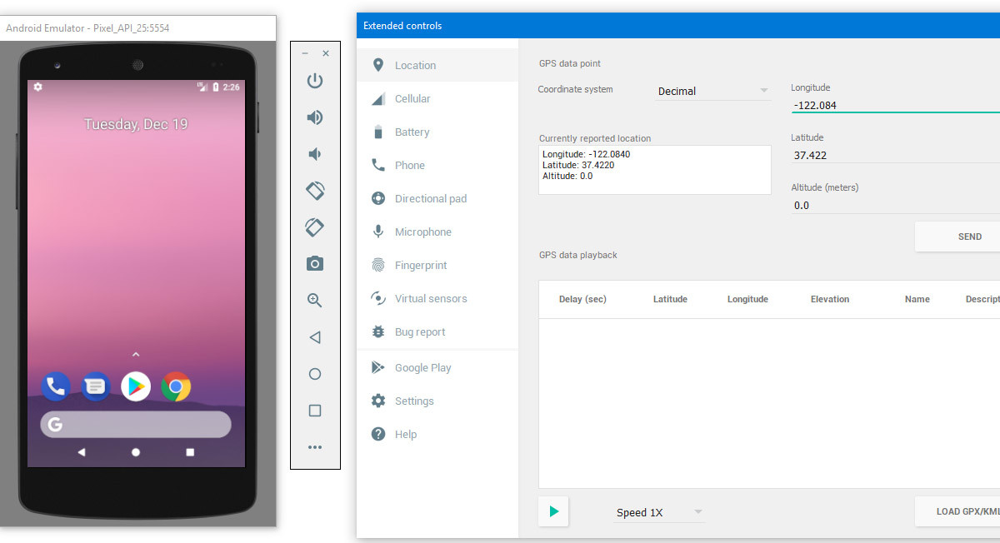 Android Emulator - Pixel_API_25:5554
2:26
Tuesday, Dec 19
G
Extended controls
Location
Cellular
Battery
Phone
Directional pad
Microphone
Fingerprint
Virtual sensors
Bug report
Google Play
Settings
Help
GPS data point
Coordinate system
Decimal
Longitude
-122.084
Currently reported location
Longitude: -122.0840
Latitude: 37.4220
Altitude: 0.0
Latitude
37.422
Altitude (meters)
0.0
SEND
GPS data playback
Delay (sec) Latitude Longitude Elevation Name Descript
Speed 1X
LOAD GPX/KML